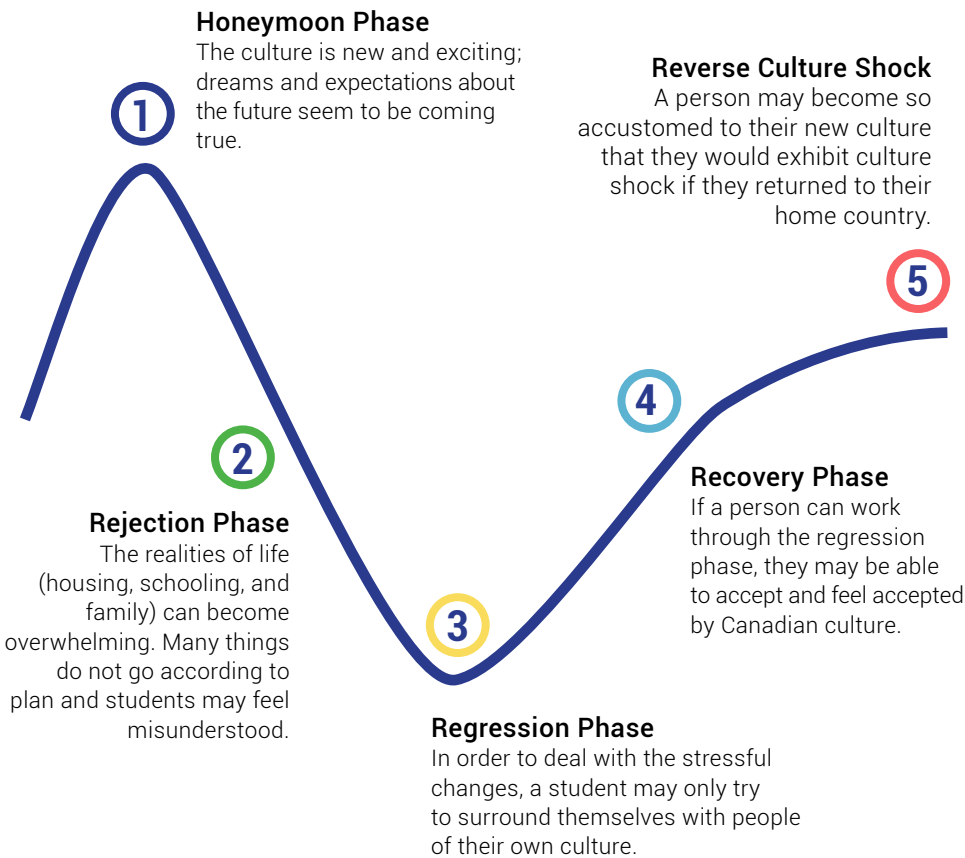 1
Honeymoon Phase
The culture is new and exciting;
dreams and expectations about
the future seem to be coming
true.
2
Rejection Phase
The realities of life
(housing, schooling, and
family) can become
overwhelming. Many things
do not go according to
plan and students may feel
misunderstood.
3
Regression Phase
In order to deal with the stressful
changes, a student may only try
to surround themselves with people
of their own culture.
4
Recovery Phase
If a person can work
through the regression
phase, they may be able
to accept and feel accepted
by Canadian culture.
5
Reverse Culture Shock
A person may become so
accustomed to their new culture
that they would exhibit culture
shock if they returned to their
home country.